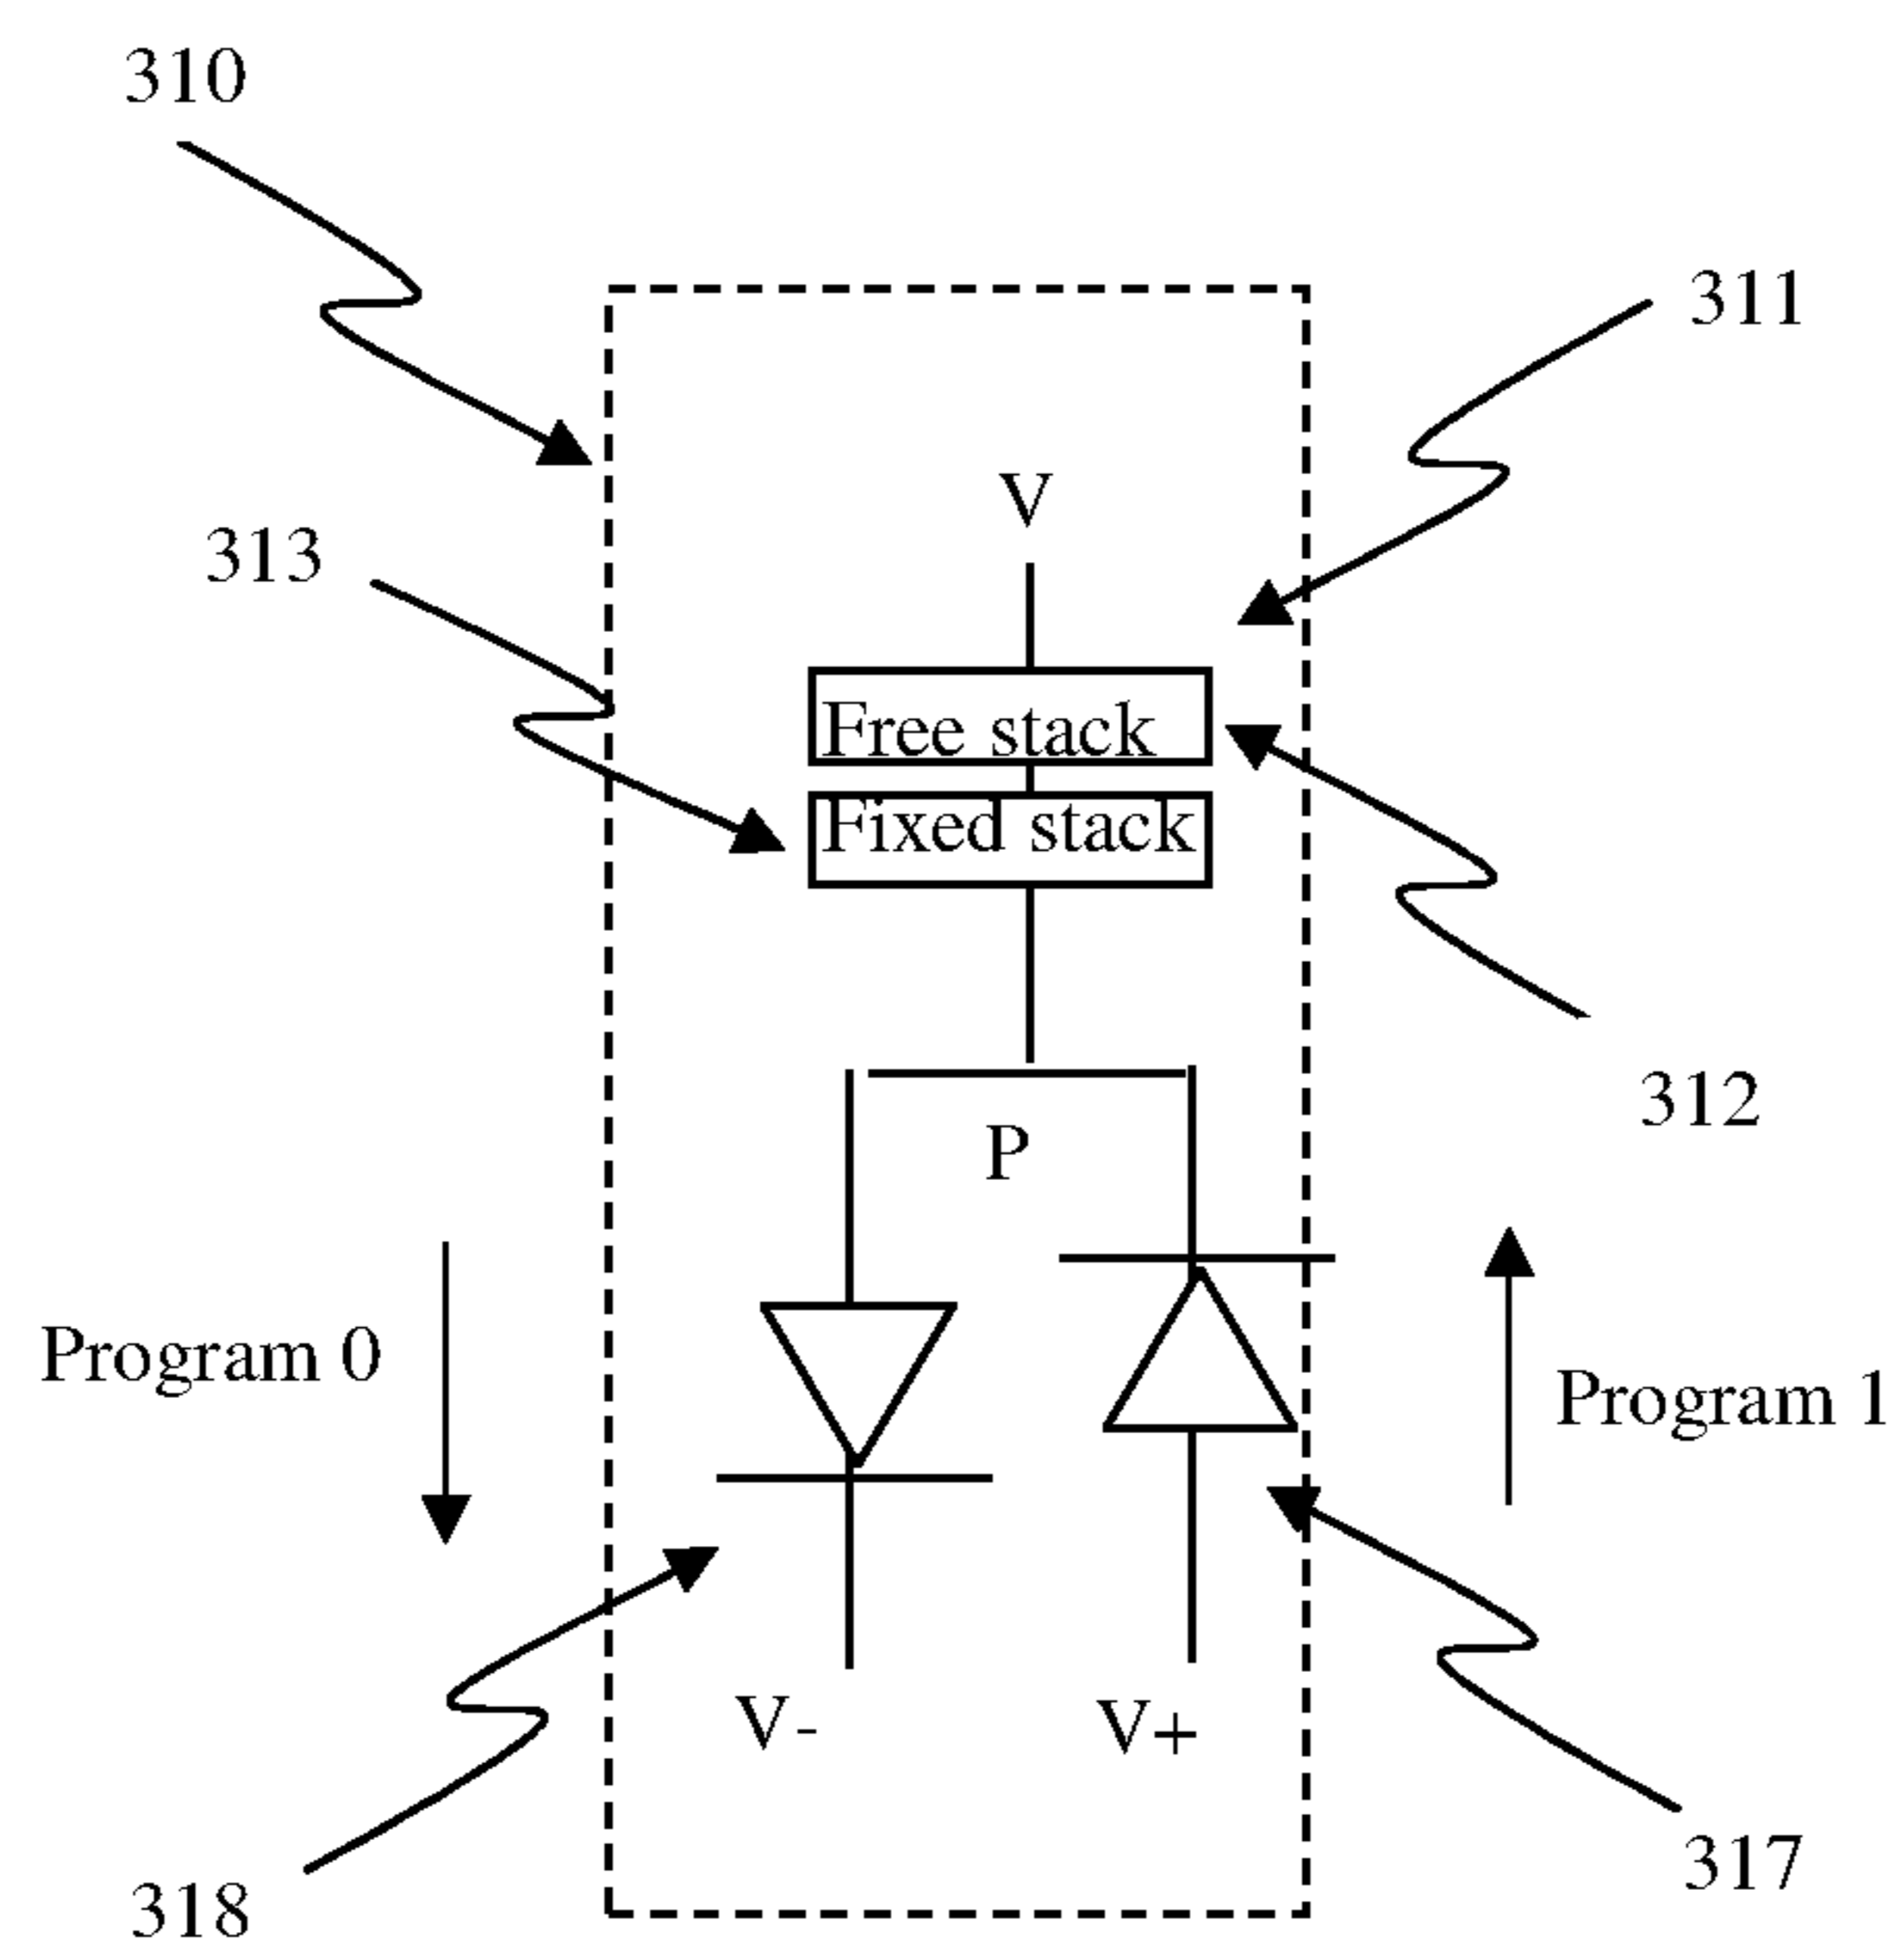 310
311
V
313
Free stack
Fixed stack
312
P
Program 0
Program 1
V-
V+
317
318